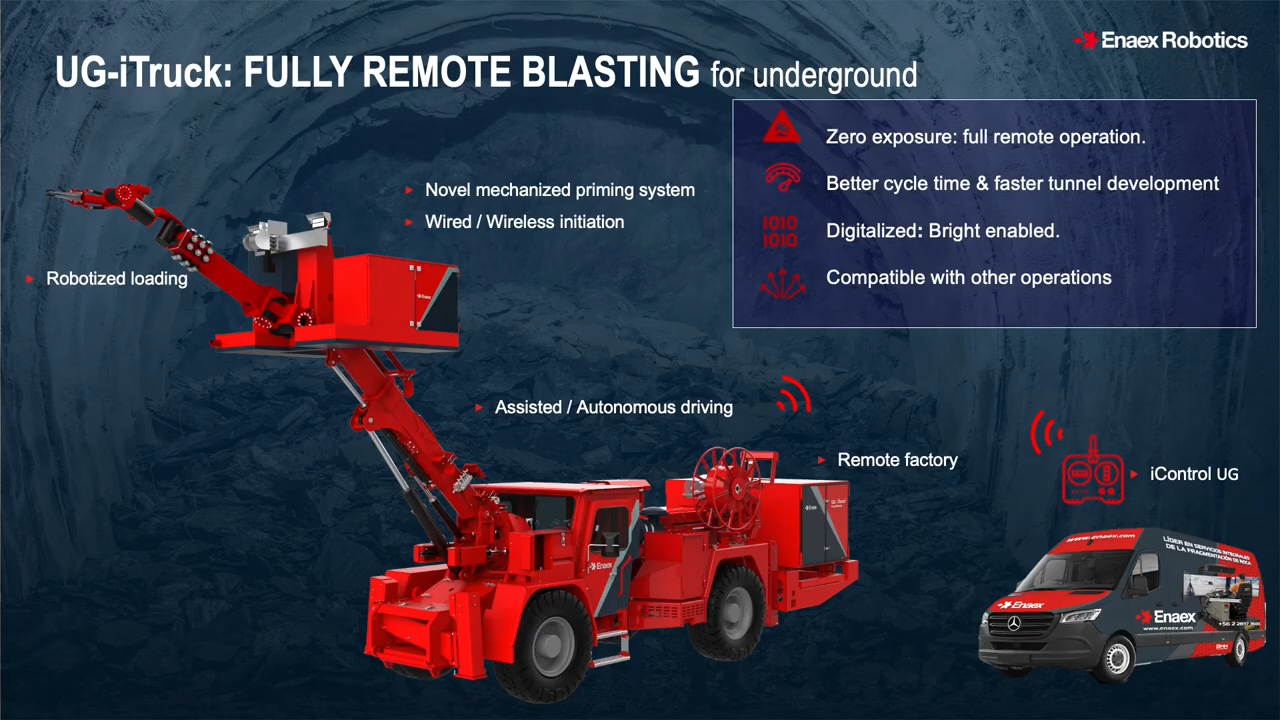 Enaex Robotics
UG-iTruck: FULLY REMOTE BLASTING for underground
Zero exposure: full remote operation.
Better cycle time & faster tunnel development
1010
1010
Digitalized: Bright enabled.
Compatible with other operations
Novel mechanized priming system
Wired / Wireless initiation
Robotized loading
Enaex
Assisted / Autonomous driving
Remote factory
iControl UG
Enaex
Enaex
www.enaex.com
LÍDER EN SERVICIOS INTEGRALES
DE LA FRAGMENTACIÓN DE ROCA
Enaex
Enaex
www.enaex.com